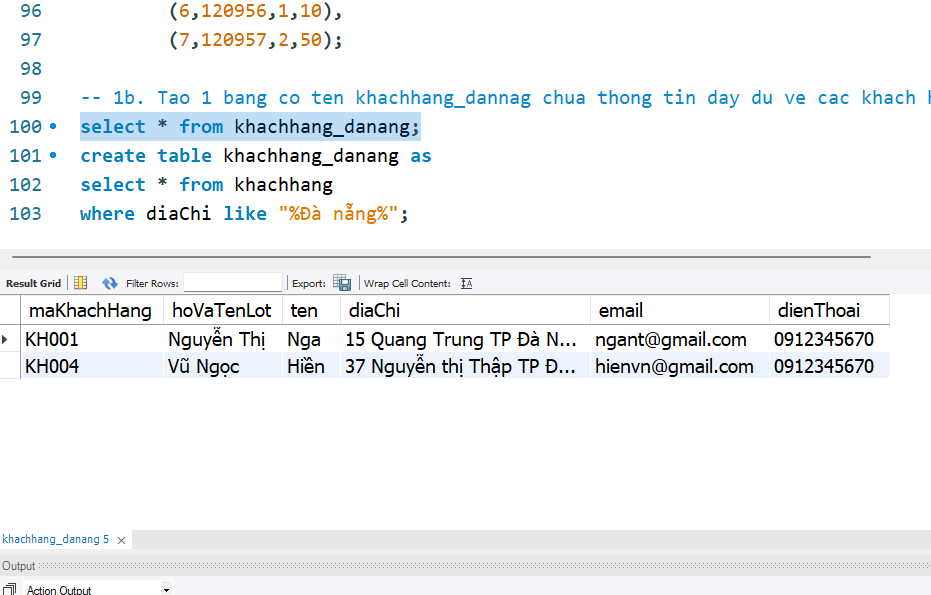 96 (6,120956,1,10),
97 (7,120957,2,50);
98
99 -- 1b. Tao 1 bang co ten khachhang_dannag chua thong tin day du ve cac khach
100 select * from khachhang_danang;
101 create table khachhang_danang as
102 select * from khachhang
103 where diaChi like "%Đà nẵng%";
Result Grid Filter Rows: Export: Wrap Cell Content: IA
maKhachHang hoVaTenLot ten diaChi email dienThoai
KH001 Nguyễn Thị Nga 15 Quang Trung TP Đà N... ngant@gmail.com 0912345670
KH004 Vũ Ngọc Hiền 37 Nguyễn thị Thập TP Đ... hienvn@gmail.com 0912345670
khachhang_danang 5
Output
Action Output